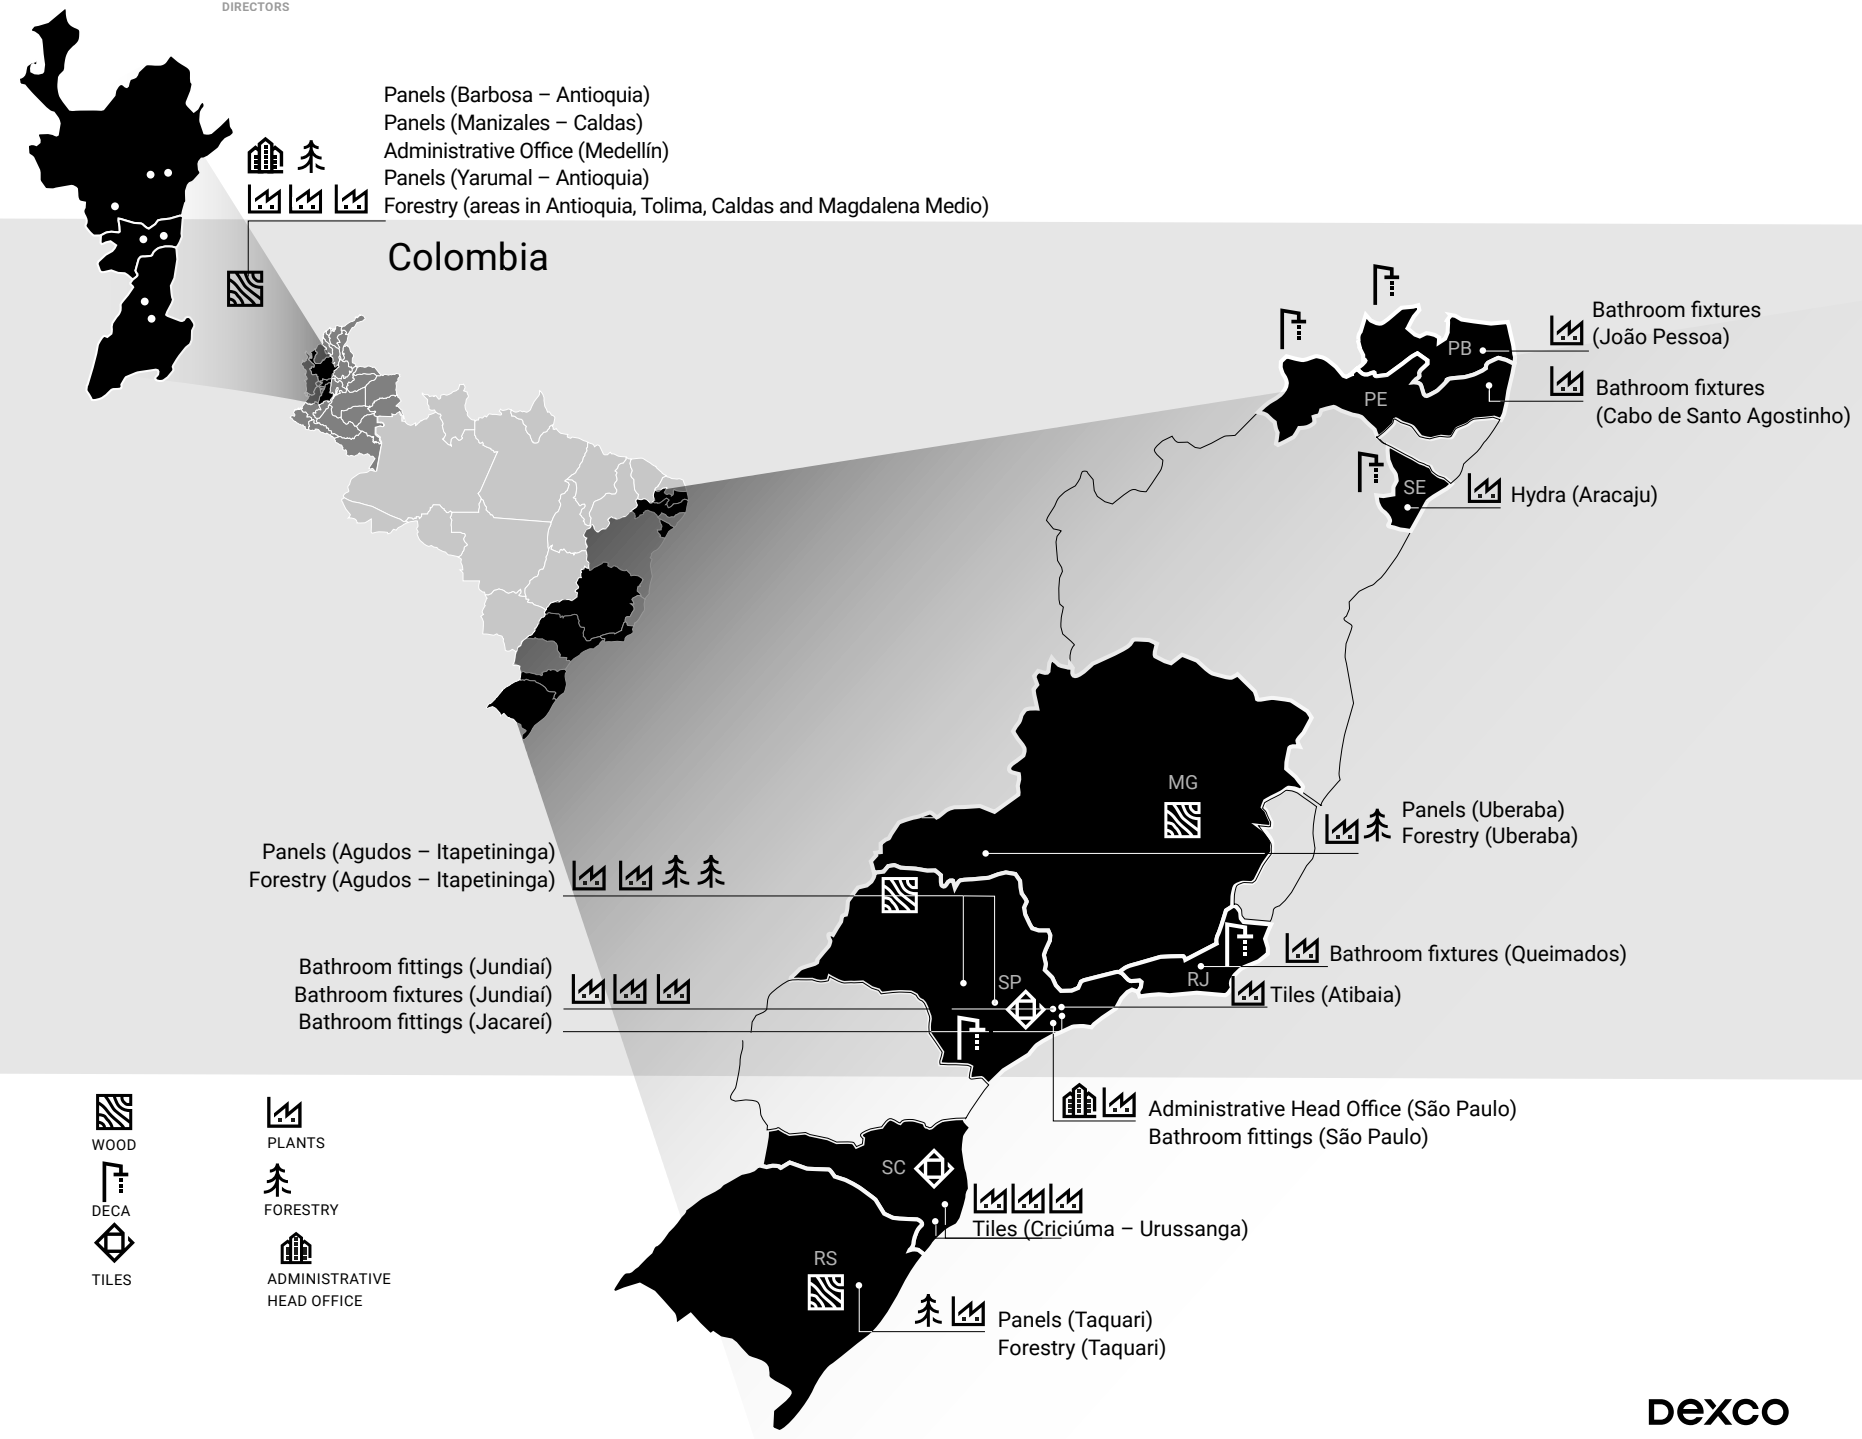 DIRECTORS
Panels (Barbosa – Antioquia)
Panels (Manizales – Caldas)
Administrative Office (Medellín)
Panels (Yarumal – Antioquia)
Forestry (areas in Antioquia, Tolima, Caldas and Magdalena Medio)
Colombia
Bathroom fixtures
(João Pessoa)
PB
Bathroom fixtures
(Cabo de Santo Agostinho)
PE
SE
Hydra (Aracaju)
MG
Panels (Uberaba)
Forestry (Uberaba)
Panels (Agudos – Itapetininga)
Forestry (Agudos – Itapetininga)
Bathroom fixtures (Queimados)
RJ
Tiles (Atibaia)
SP
Bathroom fittings (Jundiaí)
Bathroom fixtures (Jundiaí)
Bathroom fittings (Jacareí)
Administrative Head Office (São Paulo)
Bathroom fittings (São Paulo)
SC
Tiles (Criciúma – Urussanga)
RS
Panels (Taquari)
Forestry (Taquari)
WOOD
PLANTS
DECA
FORESTRY
TILES
ADMINISTRATIVE
HEAD OFFICE
Dexco